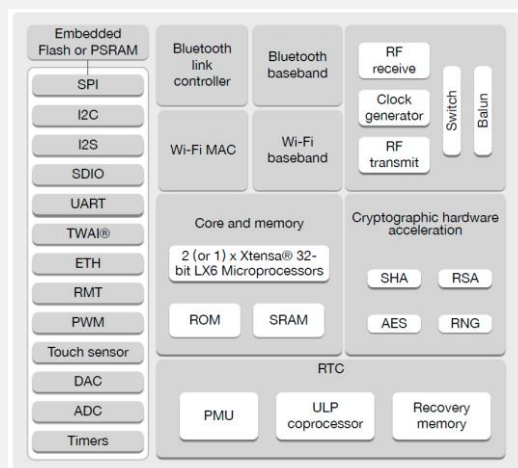 Embedded
Flash or PSRAM
SPI
I2C
I2S
SDIO
UART
TWAI®
ETH
RMT
PWM
Touch sensor
DAC
ADC
Timers
Bluetooth
link
controller
Bluetooth
baseband
Wi-Fi MAC
Wi-Fi
baseband
RF
receive
Clock
generator
RF
transmit
Switch
Balun
Core and memory
2 (or 1) x Xtensa® 32-
bit LX6 Microprocessors
ROM
SRAM
Cryptographic hardware
acceleration
SHA
RSA
AES
RNG
RTC
PMU
ULP
coprocessor
Recovery
memory